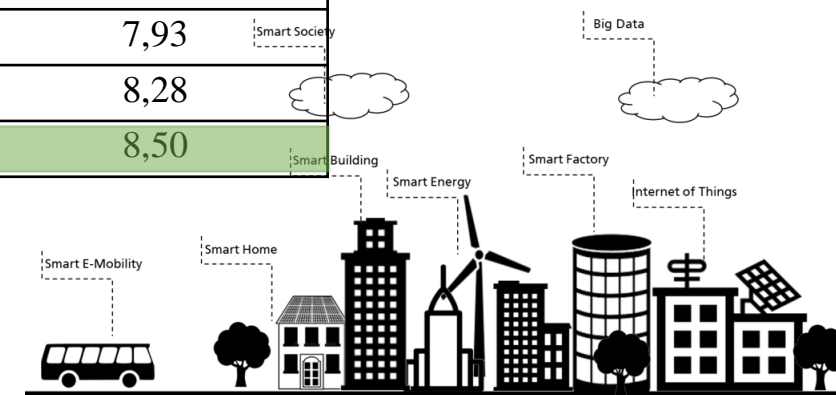 7,93
Smart Society
Big Data
8,28
8,50
Smart Building
Smart Factory
Smart Energy
Internet of Things
Smart Home
Smart E-Mobility